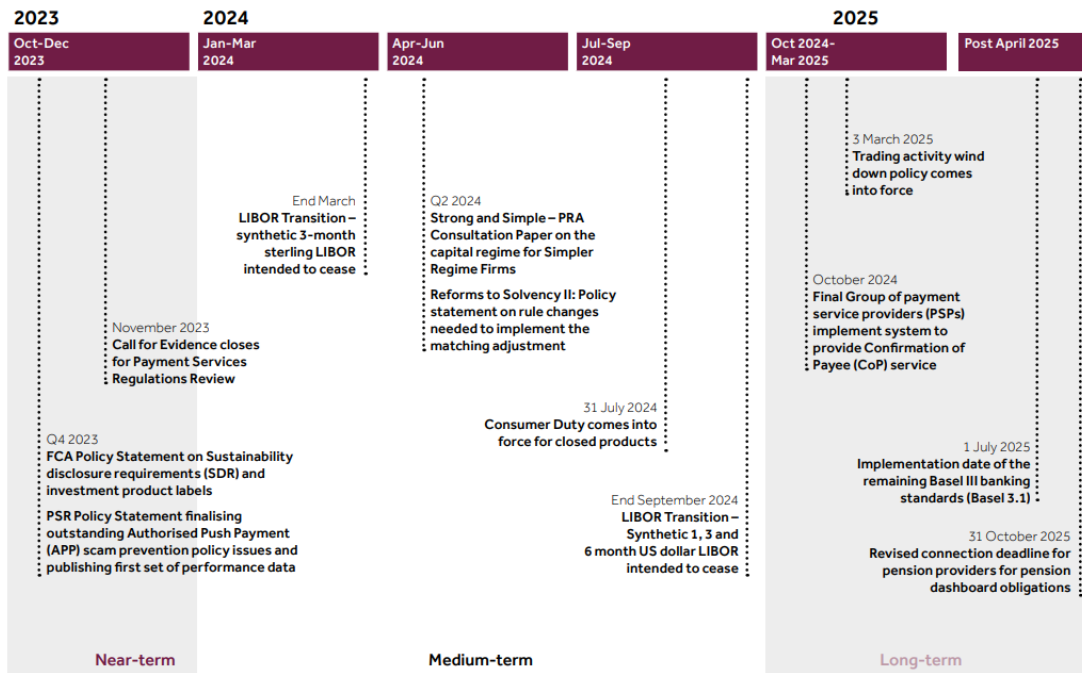 2023
2024
2025
Oct-Dec
2023
Jan-Mar
2024
Apr-Jun
2024
Jul-Sep
2024
Oct 2024-
Mar 2025
Post April 2025
3 March 2025
Trading activity wind
down policy comes
into force
End March
LIBOR Transition –
synthetic 3-month
sterling LIBOR
intended to cease
Q2 2024
Strong and Simple – PRA
Consultation Paper on the
capital regime for Simpler
Regime Firms
Reforms to Solvency II: Policy
statement on rule changes
needed to implement the
matching adjustment
October 2024
Final Group of payment
service providers (PSPs)
implement system to
provide Confirmation of
Payee (CoP) service
November 2023
Call for Evidence closes
for Payment Services
Regulations Review
31 July 2024
Consumer Duty comes into
force for closed products
Q4 2023
FCA Policy Statement on Sustainability
disclosure requirements (SDR) and
investment product labels
PSR Policy Statement finalising
outstanding Authorised Push Payment
(APP) scam prevention policy issues and
publishing first set of performance data
1 July 2025
Implementation date of the
remaining Basel III banking
standards (Basel 3.1)
End September 2024
LIBOR Transition –
Synthetic 1, 3 and
6 month US dollar LIBOR
intended to cease
31 October 2025
Revised connection deadline for
pension providers for pension
dashboard obligations
Near-term
Medium-term
Long-term